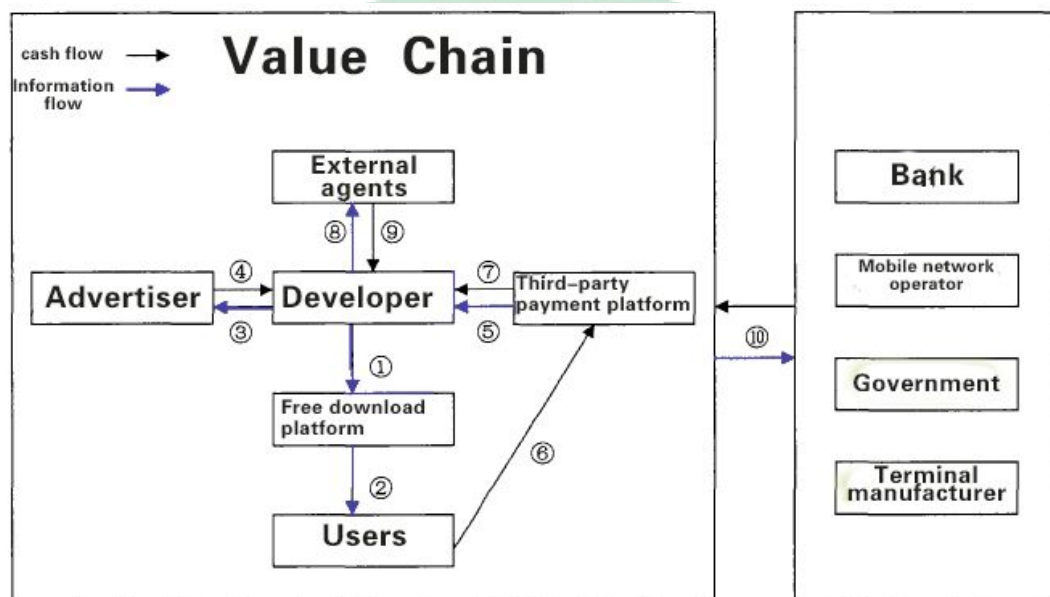 Value Chain
cash flow
Information
flow
External
agents
⑧
⑨
Advertiser
④
③
Developer
⑦
⑤
Third-party
payment platform
①
Free download
platform
②
⑥
Users
⑩
Bank
Mobile network
operator
Government
Terminal
manufacturer